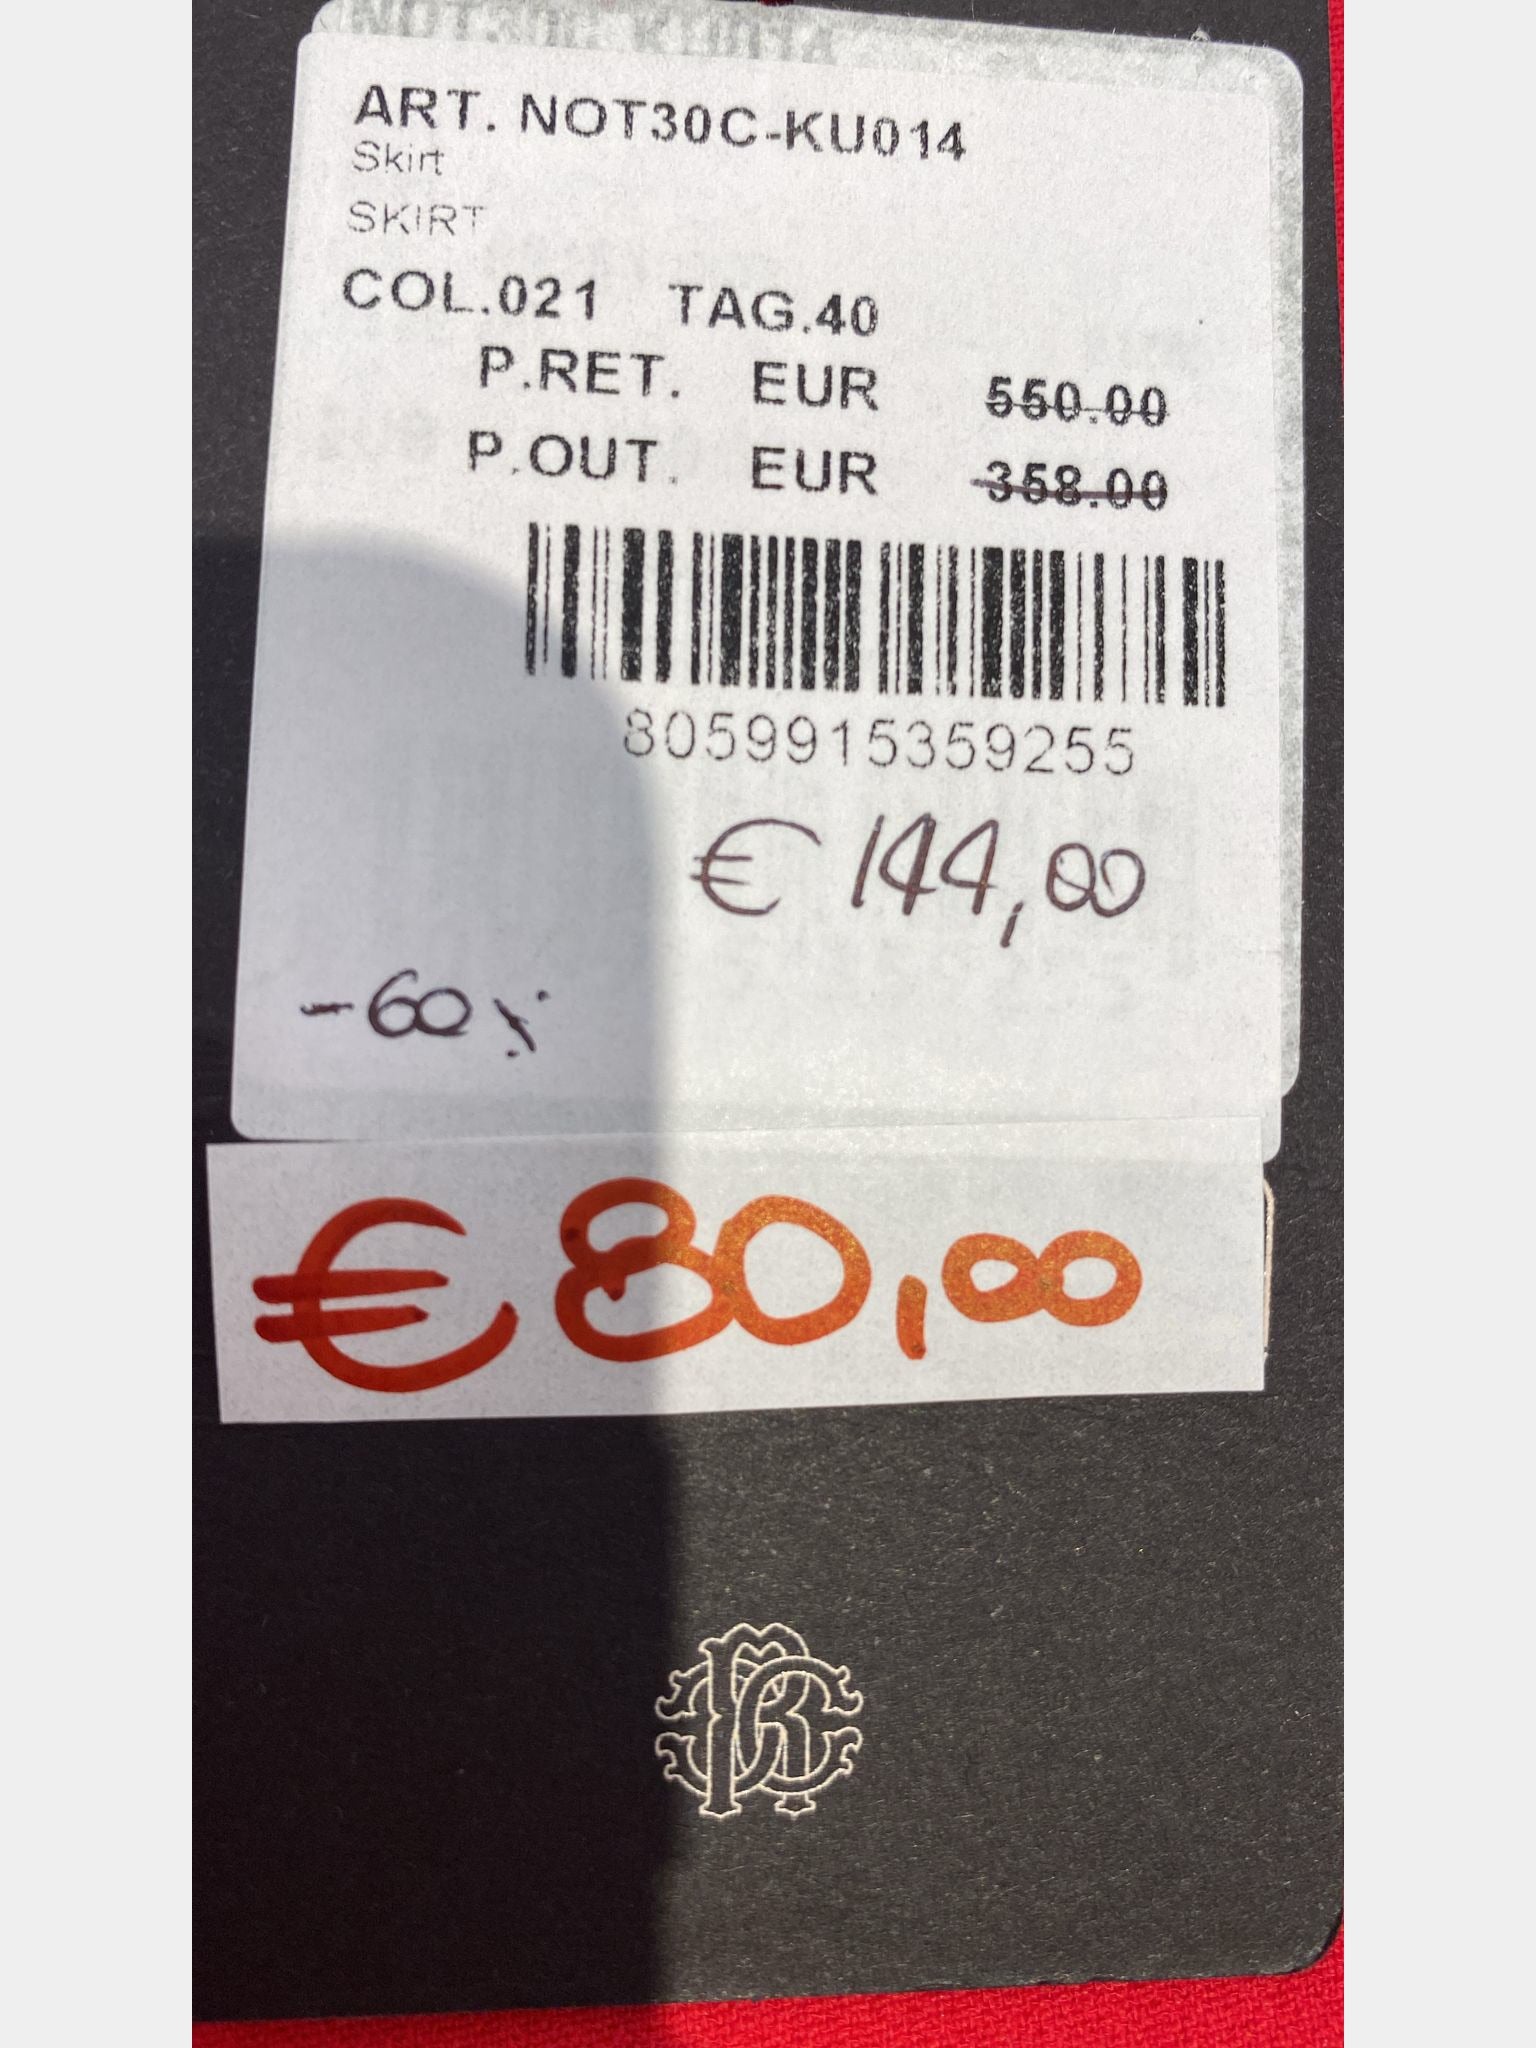 ART. NOT30C-KU014
Skirt
SKIRT
COL.021 TAG.40
P.RET. EUR 550.00
P.OUT. EUR 358.00
8059915359255
€ 144,00
-60%
€80,00